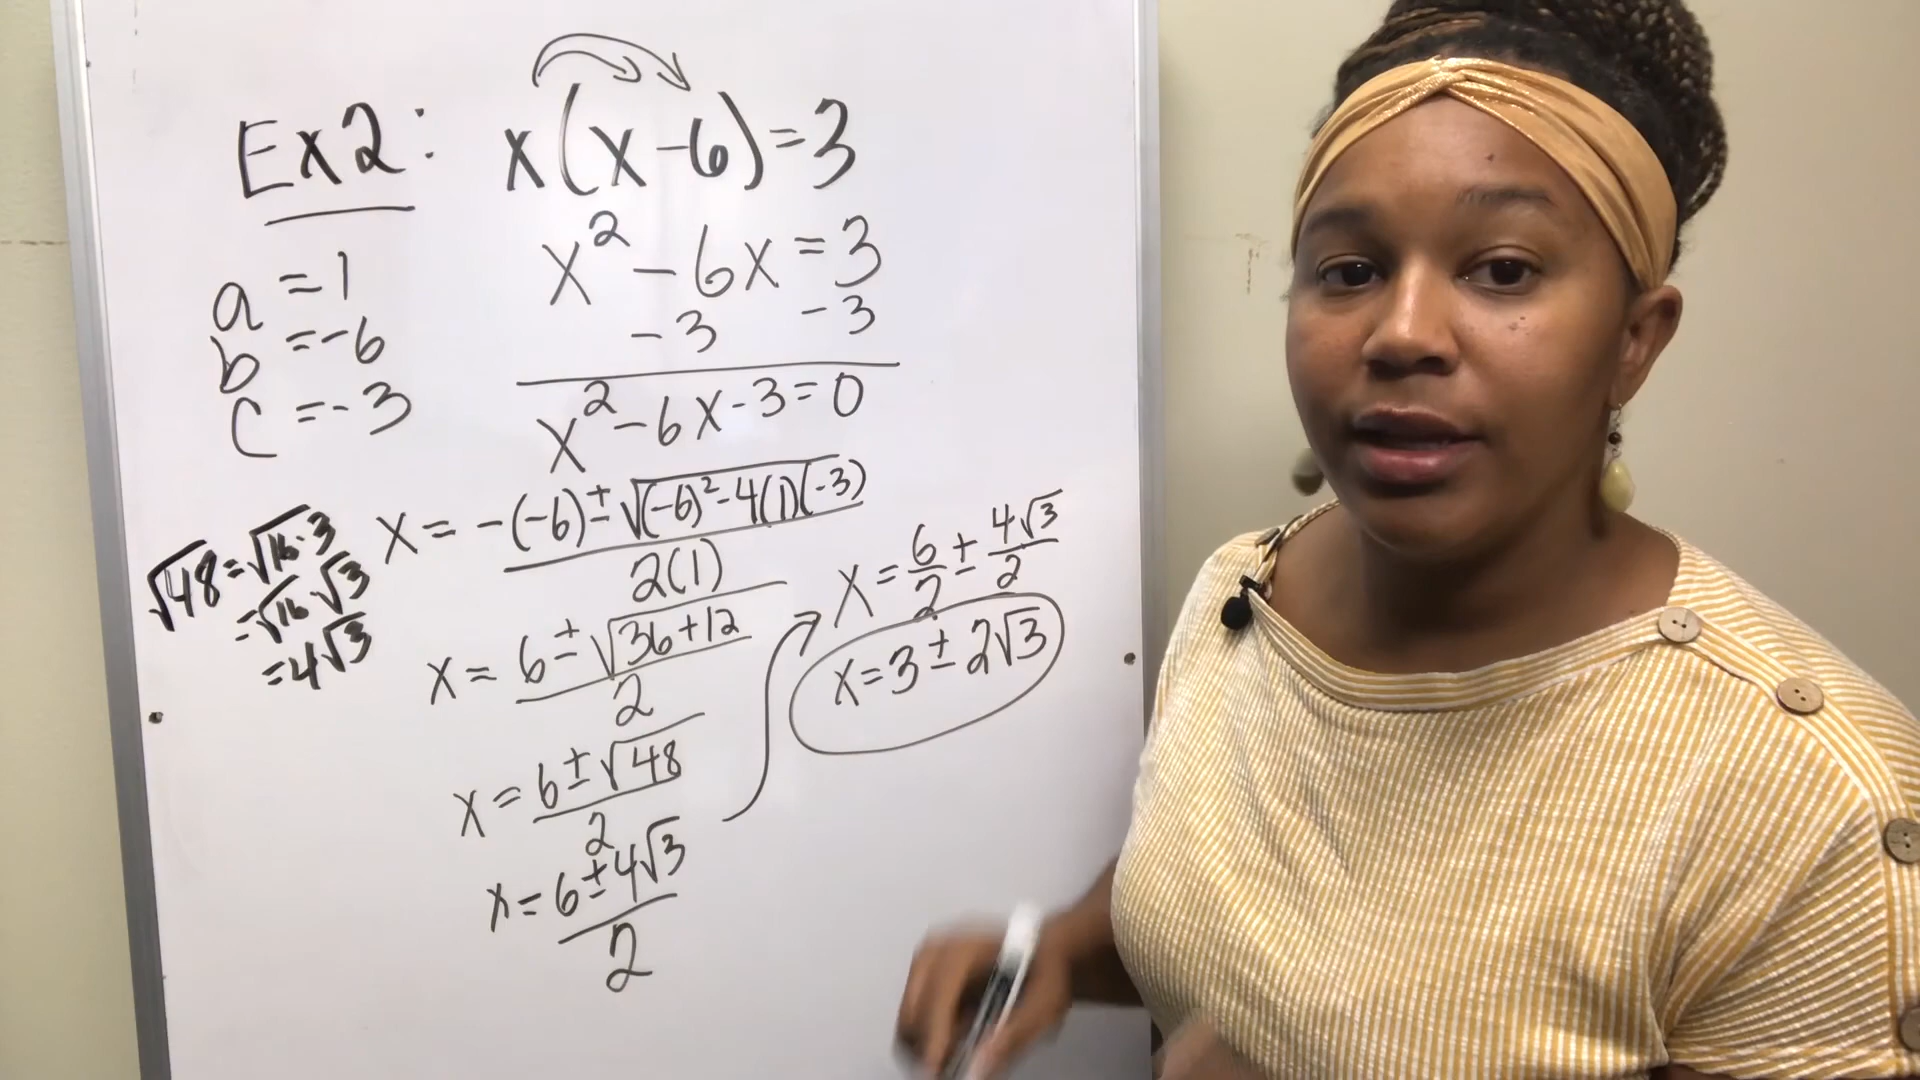 Ex2: x(x-6)=3
x²-6x=3
-3 -3
x²-6x-3=0
a=1
b=-6
c=-3
x = -(-6)±√(-6)²-4(1)(-3)
2(1)
x = 6±√36+12
2
x = 6±√48
2
x = 6±4√3
2
√48=√16·3
=√16·√3
=4√3
x = 6/2 ± 4√3/2
x=3±2√3